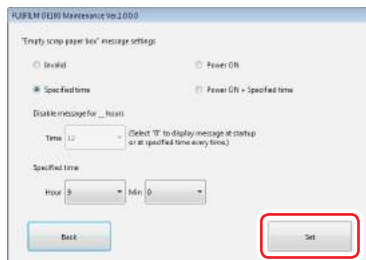 FUJIFILM DE100 Maintenance Ver.1.0.0.0
"Empty scrap paper box" message settings
Invalid
Power ON
Specified time
Power ON + Specified time
Disable message for __ hours
Time 12 (Select "0" to display message at startup
or at specified time every time.)
Specified time
Hour 9 Min 0
Back
Set